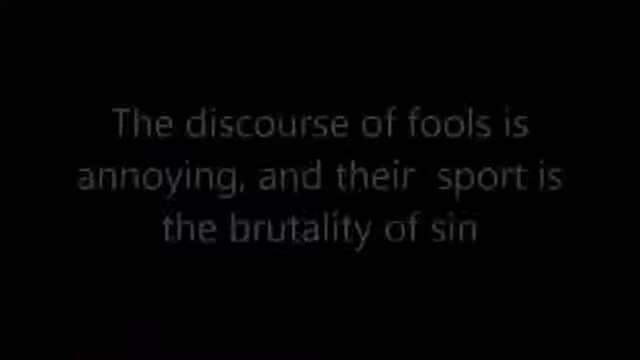 The discourse of fools is
annoying, and their sport is
the brutality of sin